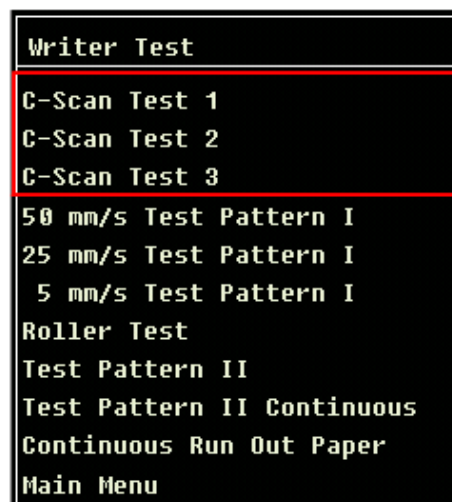 Writer Test
C-Scan Test 1
C-Scan Test 2
C-Scan Test 3
50 mm/s Test Pattern I
25 mm/s Test Pattern I
5 mm/s Test Pattern I
Roller Test
Test Pattern II
Test Pattern II Continuous
Continuous Run Out Paper
Main Menu